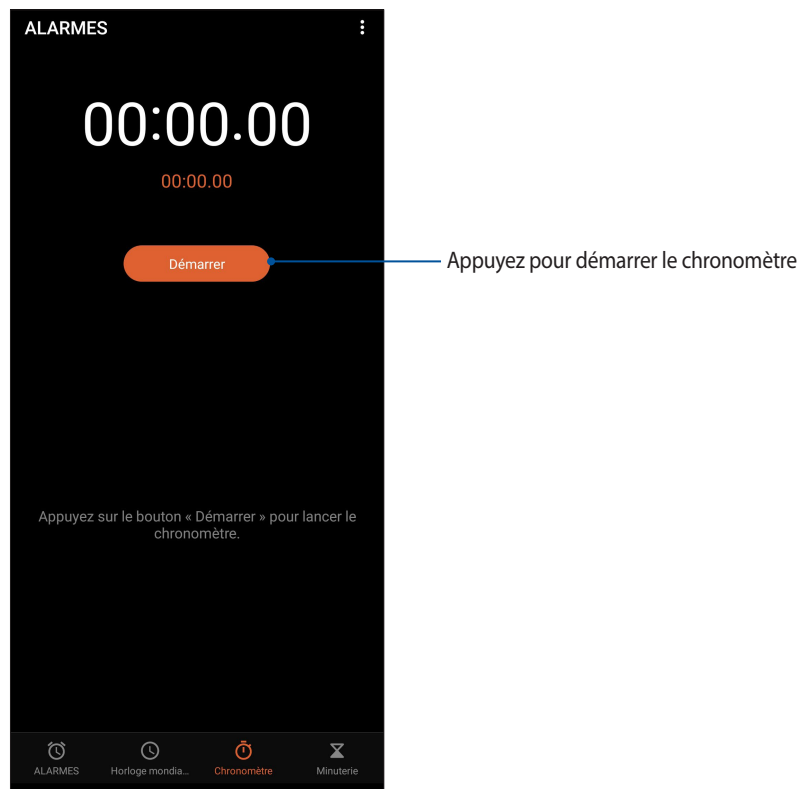 ALARMES
00:00.00
00:00.00
Démarrer
Appuyez pour démarrer le chronomètre
Appuyez sur le bouton « Démarrer » pour lancer le
chronomètre.
ALARMES
Horloge mondia...
Chronomètre
Minuterie